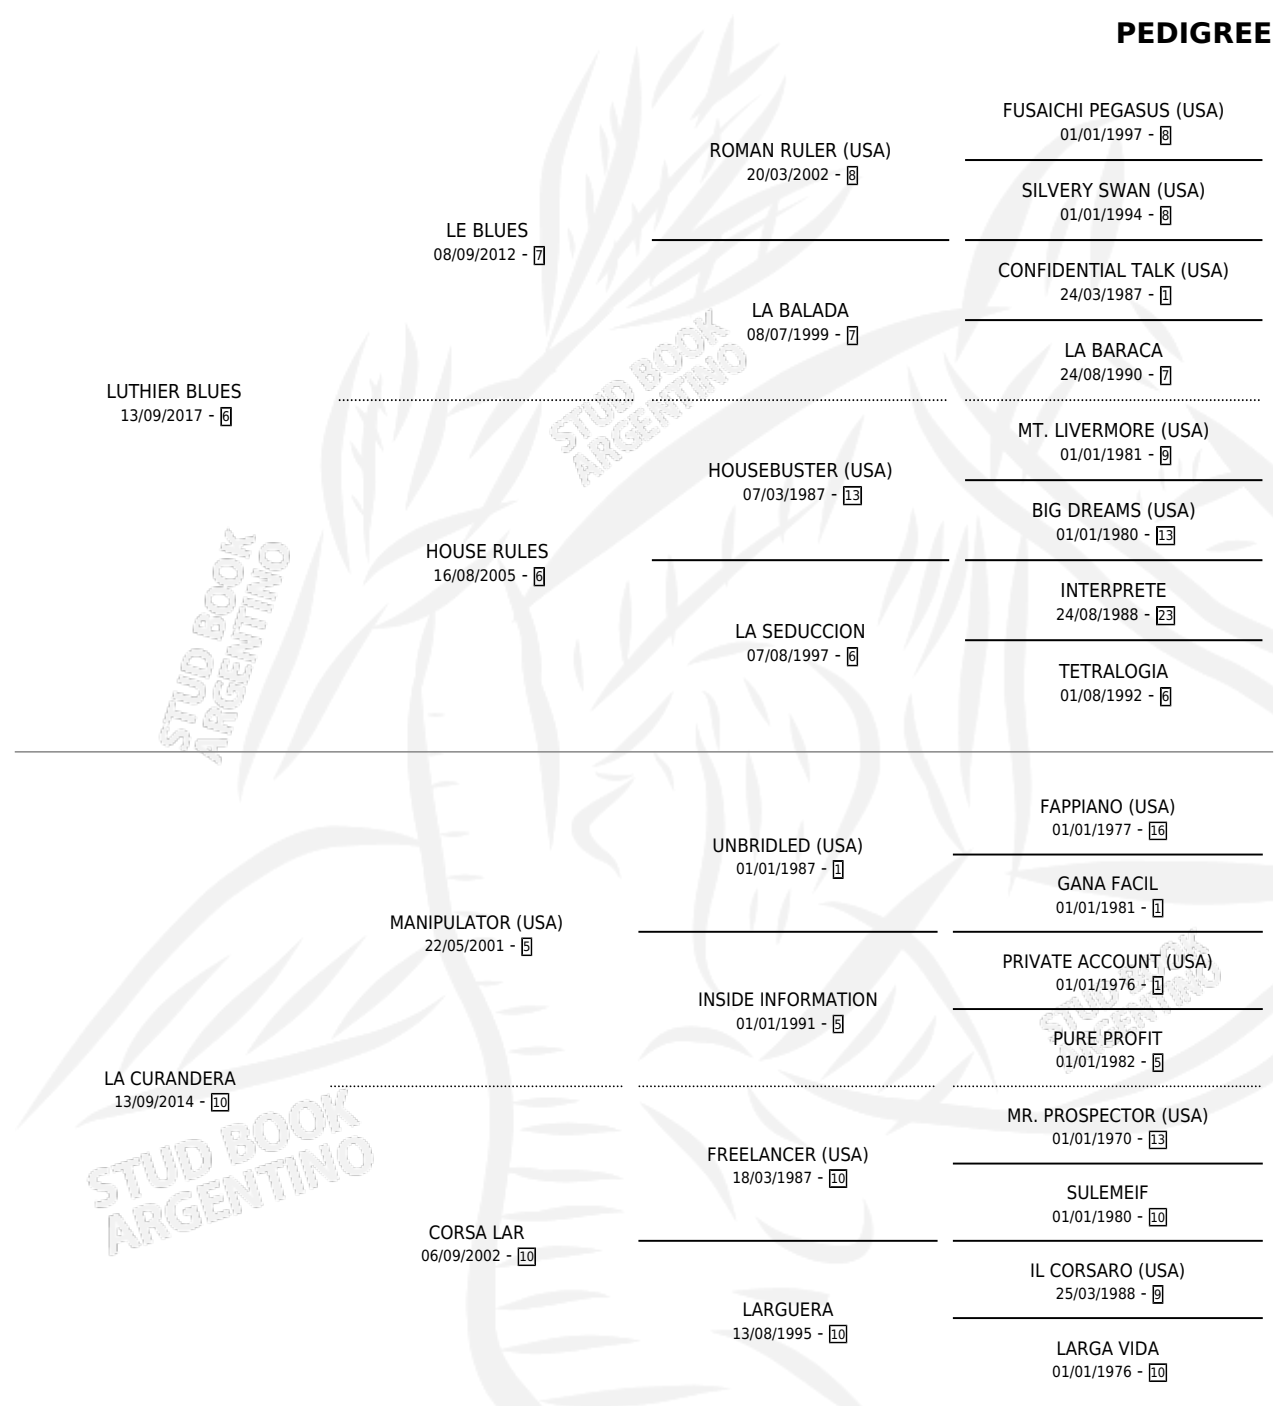 PEDIGREE
FUSAICHI PEGASUS (USA)
01/01/1997 - 8
ROMAN RULER (USA)
20/03/2002 - 8
SILVERY SWAN (USA)
01/01/1994 - 8
LE BLUES
08/09/2012 - 7
CONFIDENTIAL TALK (USA)
24/03/1987 - 1
LA BALADA
08/07/1999 - 7
LA BARACA
24/08/1990 - 7
STUD BOOK
ARGENTINO
LUTHIER BLUES
13/09/2017 - 6
MT. LIVERMORE (USA)
01/01/1981 - 9
HOUSEBUSTER (USA)
07/03/1987 - 13
BIG DREAMS (USA)
01/01/1980 - 13
HOUSE RULES
16/08/2005 - 6
INTERPRETE
24/08/1988 - 23
LA SEDUCCION
07/08/1997 - 6
TETRALOGIA
01/08/1992 - 6
STUD BOOK
ARGENTINO
FAPPIANO (USA)
01/01/1977 - 16
UNBRIDLED (USA)
01/01/1987 - 1
GANA FACIL
01/01/1981 - 1
MANIPULATOR (USA)
22/05/2001 - 5
PRIVATE ACCOUNT (USA)
01/01/1976 - 1
INSIDE INFORMATION
01/01/1991 - 5
STUD BOOK
ARGENTINO
PURE PROFIT
01/01/1982 - 5
LA CURANDERA
13/09/2014 - 10
MR. PROSPECTOR (USA)
01/01/1970 - 13
FREELANCER (USA)
18/03/1987 - 10
STUD BOOK
ARGENTINO
SULEMEIF
01/01/1980 - 10
CORSA LAR
06/09/2002 - 10
IL CORSARO (USA)
25/03/1988 - 9
LARGUERA
13/08/1995 - 10
LARGA VIDA
01/01/1976 - 10